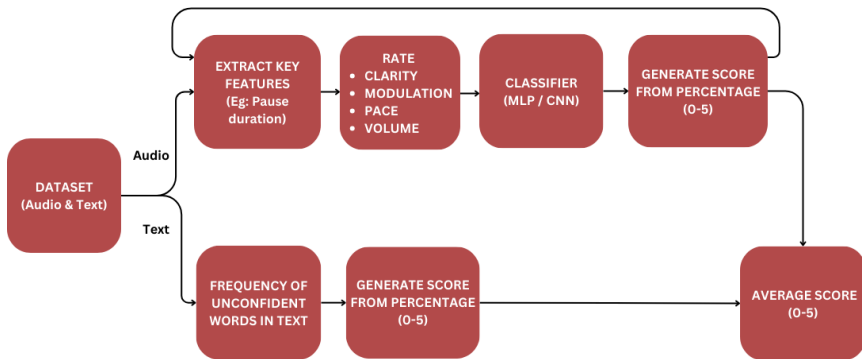 EXTRACT KEY
FEATURES
(Eg: Pause
duration)
RATE
• CLARITY
• MODULATION
• PACE
• VOLUME
CLASSIFIER
(MLP / CNN)
GENERATE SCORE
FROM PERCENTAGE
(0-5)
Audio
DATASET
(Audio & Text)
Text
FREQUENCY OF
UNCONFIDENT
WORDS IN TEXT
GENERATE SCORE
FROM PERCENTAGE
(0-5)
AVERAGE SCORE
(0-5)